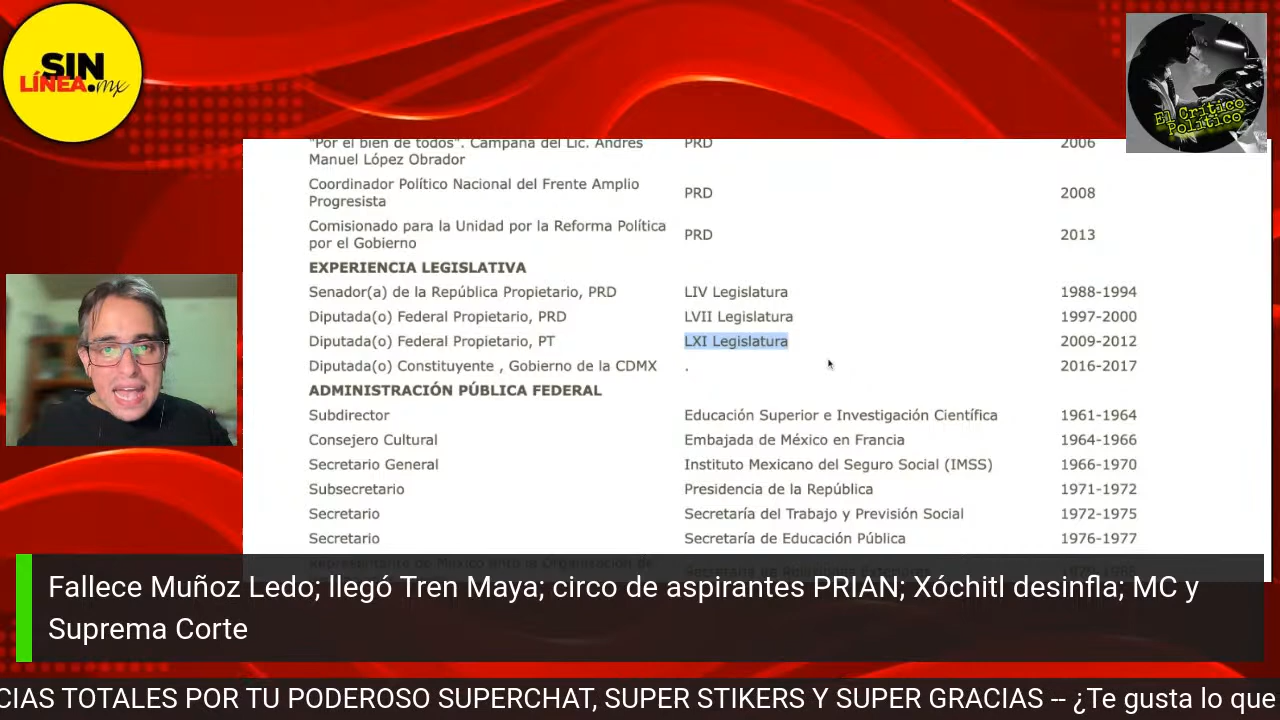 SIN
LÍNEA.mx
El Crítico
Político
"Por el bien de todos". Campaña del Lic. Andrés PRD 2006
Manuel López Obrador
Coordinador Político Nacional del Frente Amplio
Progresista PRD 2008
Comisionado para la Unidad por la Reforma Política
por el Gobierno PRD 2013
EXPERIENCIA LEGISLATIVA
Senador(a) de la República Propietario, PRD LIV Legislatura 1988-1994
Diputada(o) Federal Propietario, PRD LVII Legislatura 1997-2000
Diputada(o) Federal Propietario, PT LXI Legislatura 2009-2012
Diputada(o) Constituyente , Gobierno de la CDMX . 2016-2017
ADMINISTRACIÓN PÚBLICA FEDERAL
Subdirector Educación Superior e Investigación Científica 1961-1964
Consejero Cultural Embajada de México en Francia 1964-1966
Secretario General Instituto Mexicano del Seguro Social (IMSS) 1966-1970
Subsecretario Presidencia de la República 1971-1972
Secretario Secretaría del Trabajo y Previsión Social 1972-1975
Secretario Secretaría de Educación Pública 1976-1977
Fallece Muñoz Ledo; llegó Tren Maya; circo de aspirantes PRIAN; Xóchitl desinfla; MC y
Suprema Corte
CIAS TOTALES POR TU PODEROSO SUPERCHAT, SUPER STIKERS Y SUPER GRACIAS -- ¿Te gusta lo que